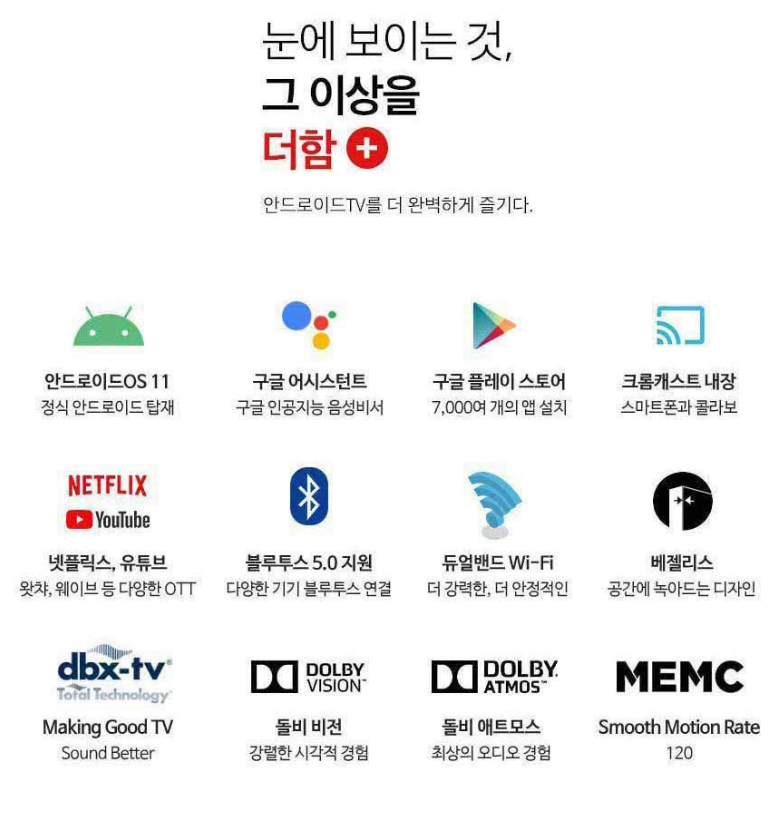 눈에 보이는 것,
그 이상을
더함
안드로이드TV를 더 완벽하게 즐기다.
안드로이드OS 11
정식 안드로이드 탑재
구글 어시스턴트
구글 인공지능 음성비서
구글 플레이 스토어
7,000여 개의 앱 설치
크롬캐스트 내장
스마트폰과 콜라보
NETFLIX
YouTube
넷플릭스, 유튜브
왓챠, 웨이브 등 다양한 OTT
블루투스 5.0 지원
다양한 기기 블루투스 연결
듀얼밴드 Wi-Fi
더 강력한, 더 안정적인
베젤리스
공간에 녹아드는 디자인
dbx-tv®
Total Technology™
Making Good TV
Sound Better
DOLBY
VISION™
돌비 비전
강렬한 시각적 경험
DOLBY
ATMOS™
돌비 애트모스
최상의 오디오 경험
MEMC
Smooth Motion Rate
120